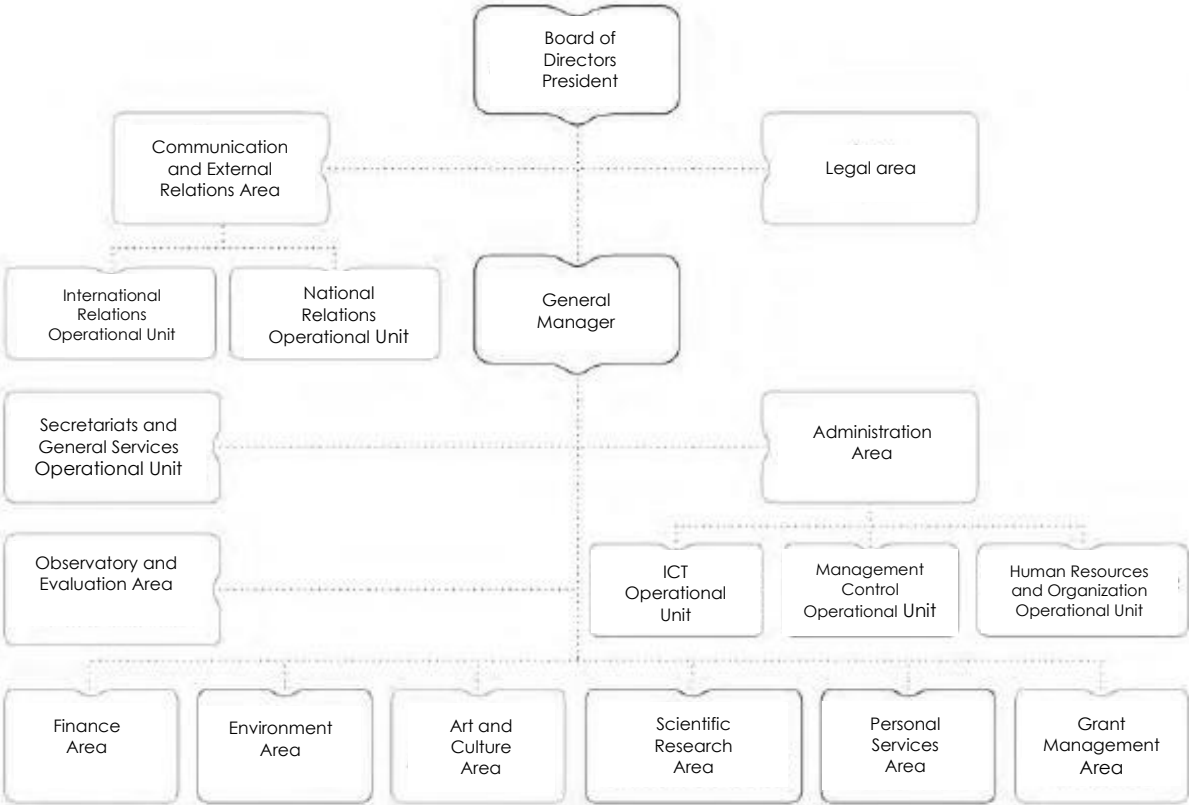 Board of
Directors
President
Communication
and External
Relations Area
Legal area
International
Relations
Operational Unit
National
Relations
Operational Unit
General
Manager
Secretariats and
General Services
Operational Unit
Administration
Area
Observatory and
Evaluation Area
ICT
Operational
Unit
Management
Control
Operational Unit
Human Resources
and Organization
Operational Unit
Finance
Area
Environment
Area
Art and
Culture
Area
Scientific
Research
Area
Personal
Services
Area
Grant
Management
Area